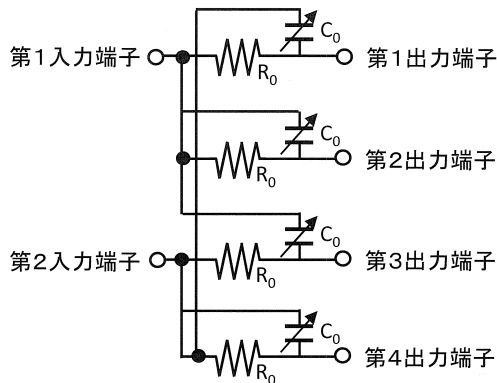 第1入力端子
C₀
R₀
第1出力端子
C₀
R₀
第2出力端子
第2入力端子
C₀
R₀
第3出力端子
C₀
R₀
第4出力端子